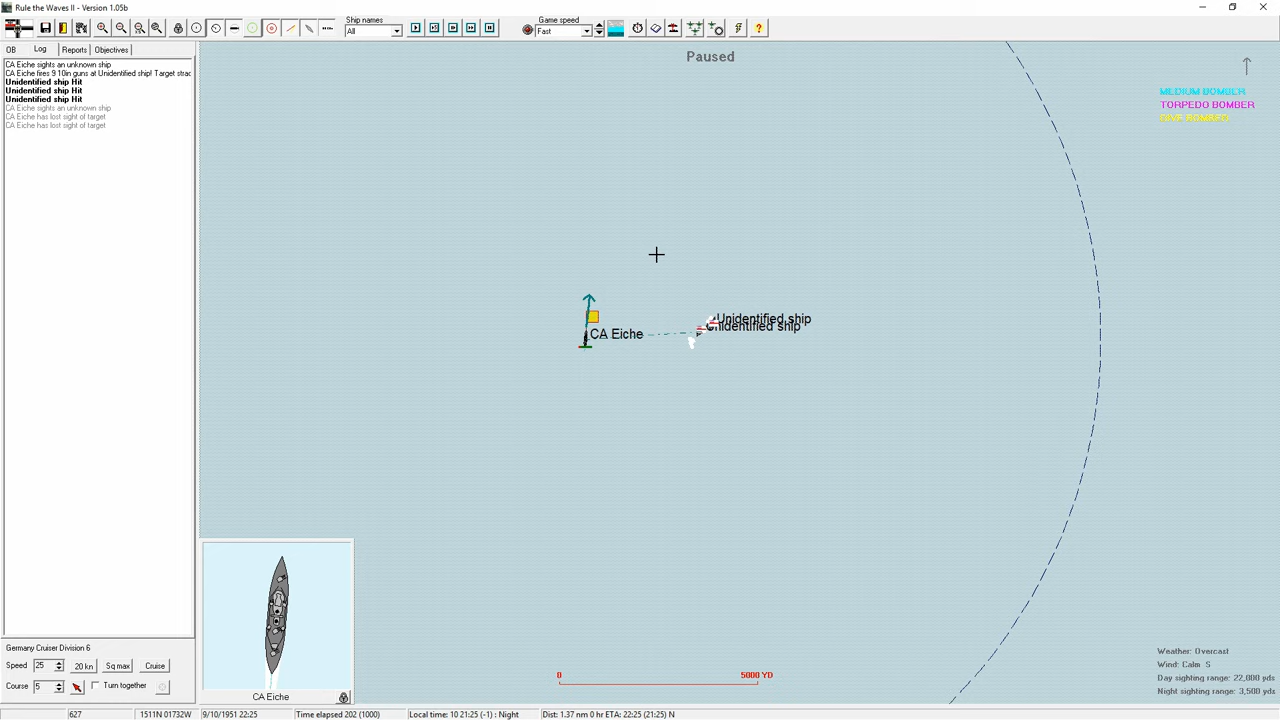 Rule the Waves II - Version 1.05b
Ship names
All
Game speed
Fast
OB Log Reports Objectives
CA Eiche sights an unknown ship
CA Eiche fires 9 10in guns at Unidentified ship! Target strad
Unidentified ship Hit
Unidentified ship Hit
Unidentified ship Hit
CA Eiche sights an unknown ship
CA Eiche has lost sight of target
CA Eiche has lost sight of target
Paused
MEDIUM BOMBER
TORPEDO BOMBER
DIVE BOMBER
Unidentified ship
Unidentified ship
CA Eiche
CA Eiche
0 5000 YD
Weather: Overcast
Wind: Calm S
Day sighting range: 22,000 yds
Night sighting range: 3,500 yds
Germany Cruiser Division 6
Speed 25 20 kn Sq max Cruise
Course 5 Turn together
627 1511N 01732W 9/10/1951 22:25 Time elapsed 202 (1000) Local time: 10 21:25 (-1) : Night Dist: 1.37 nm 0 hr ETA: 22:25 (21:25) N